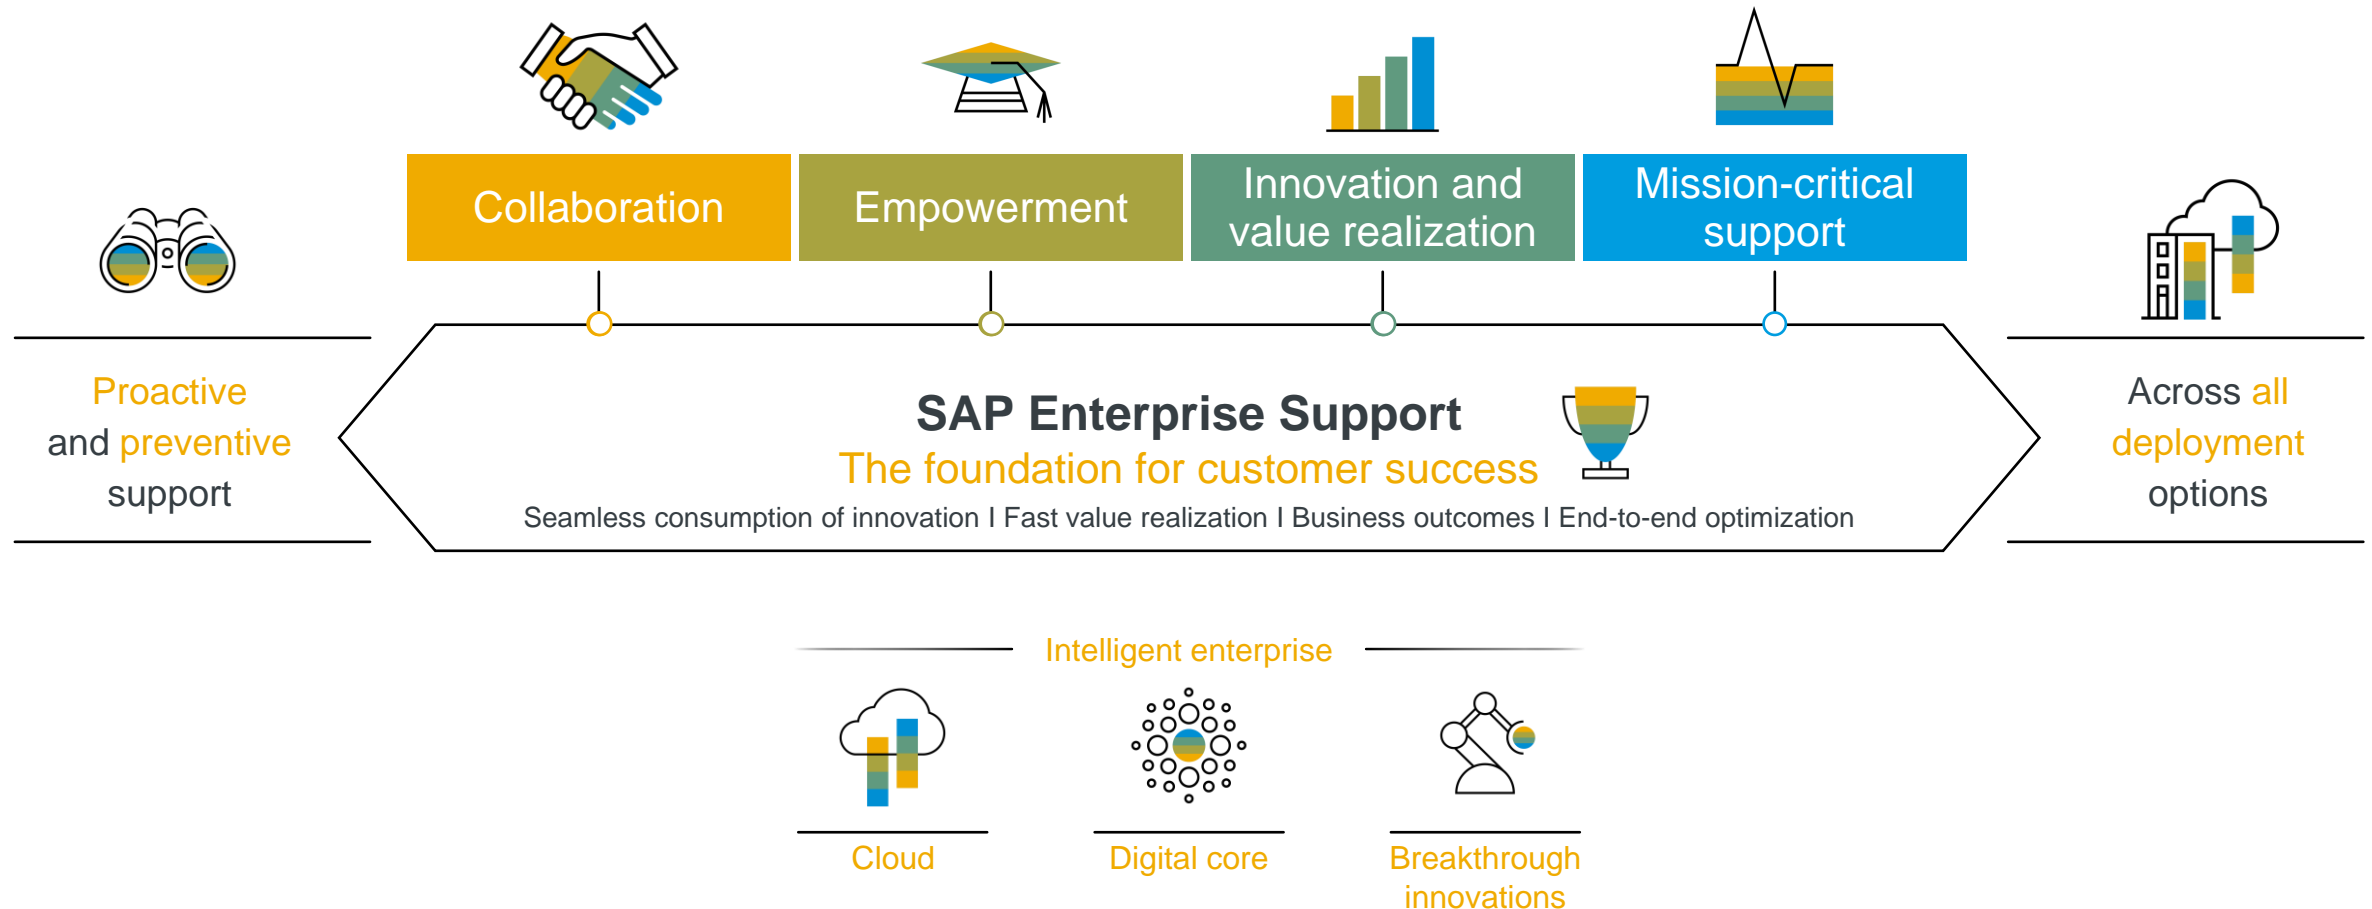 Collaboration
Empowerment
Innovation and
value realization
Mission-critical
support
Proactive
and preventive
support
SAP Enterprise Support
The foundation for customer success
Seamless consumption of innovation I Fast value realization I Business outcomes I End-to-end optimization
Across all
deployment
options
Intelligent enterprise
Cloud
Digital core
Breakthrough
innovations